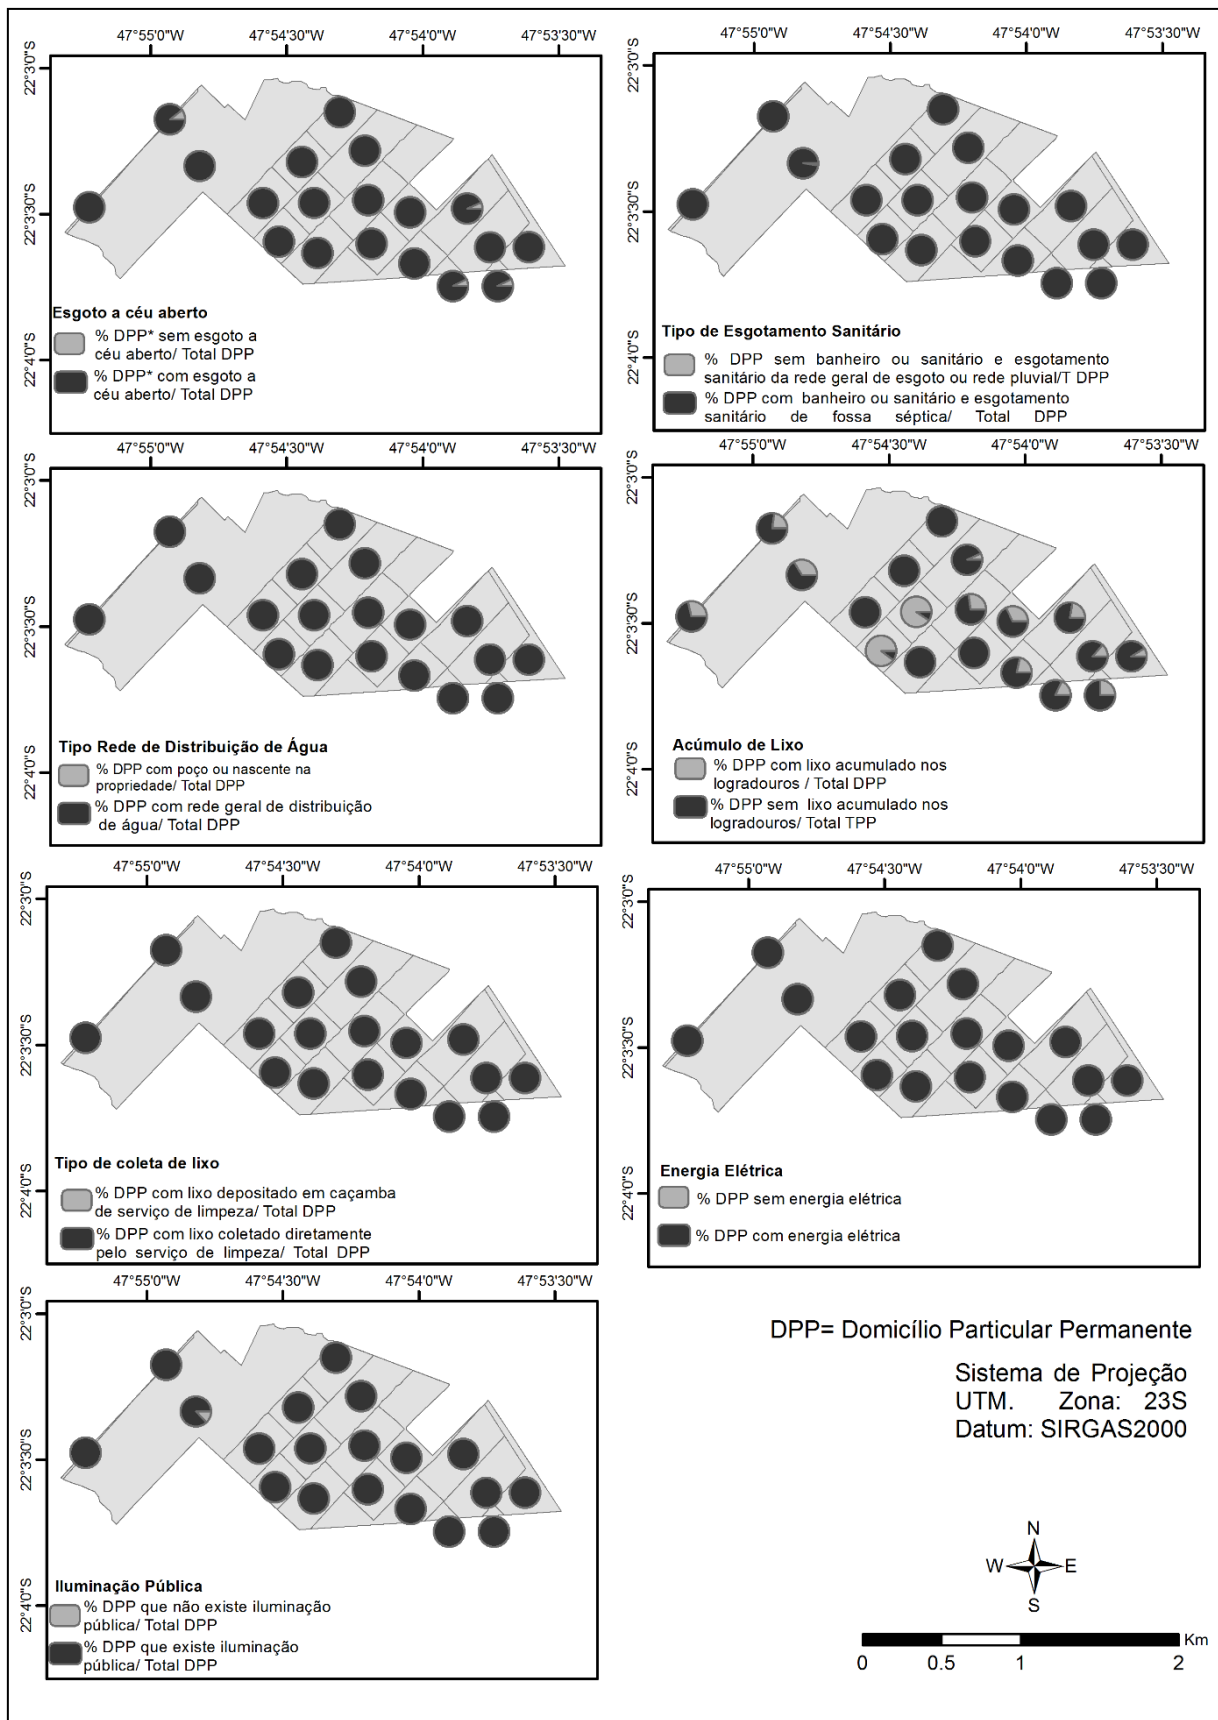 47°55'0"W 47°54'30"W 47°54'0"W 47°53'30"W
22°3'0"S
22°3'30"S
22°4'0"S
Esgoto a céu aberto
% DPP* sem esgoto a
céu aberto/ Total DPP
% DPP* com esgoto a
céu aberto/ Total DPP
47°55'0"W 47°54'30"W 47°54'0"W 47°53'30"W
22°3'0"S
22°3'30"S
22°4'0"S
Tipo de Esgotamento Sanitário
% DPP sem banheiro ou sanitário e esgotamento
sanitário da rede geral de esgoto ou rede pluvial/T DPP
% DPP com banheiro ou sanitário e esgotamento
sanitário de fossa séptica/ Total DPP
47°55'0"W 47°54'30"W 47°54'0"W 47°53'30"W
22°3'0"S
22°3'30"S
22°4'0"S
Tipo Rede de Distribuição de Água
% DPP com poço ou nascente na
propriedade/ Total DPP
% DPP com rede geral de distribuição
de água/ Total DPP
47°55'0"W 47°54'30"W 47°54'0"W 47°53'30"W
22°3'0"S
22°3'30"S
22°4'0"S
Acúmulo de Lixo
% DPP com lixo acumulado nos
logradouros / Total DPP
% DPP sem lixo acumulado nos
logradouros/ Total TPP
47°55'0"W 47°54'30"W 47°54'0"W 47°53'30"W
22°3'0"S
22°3'30"S
22°4'0"S
Tipo de coleta de lixo
% DPP com lixo depositado em caçamba
de serviço de limpeza/ Total DPP
% DPP com lixo coletado diretamente
pelo serviço de limpeza/ Total DPP
47°55'0"W 47°54'30"W 47°54'0"W 47°53'30"W
22°3'0"S
22°3'30"S
22°4'0"S
Energia Elétrica
% DPP sem energia elétrica
% DPP com energia elétrica
47°55'0"W 47°54'30"W 47°54'0"W 47°53'30"W
22°3'0"S
22°3'30"S
22°4'0"S
Iluminação Pública
% DPP que não existe iluminação
pública/ Total DPP
% DPP que existe iluminação
pública/ Total DPP
DPP= Domicílio Particular Permanente
Sistema de Projeção
UTM. Zona: 23S
Datum: SIRGAS2000
N
W E
S
Km
0 0.5 1 2